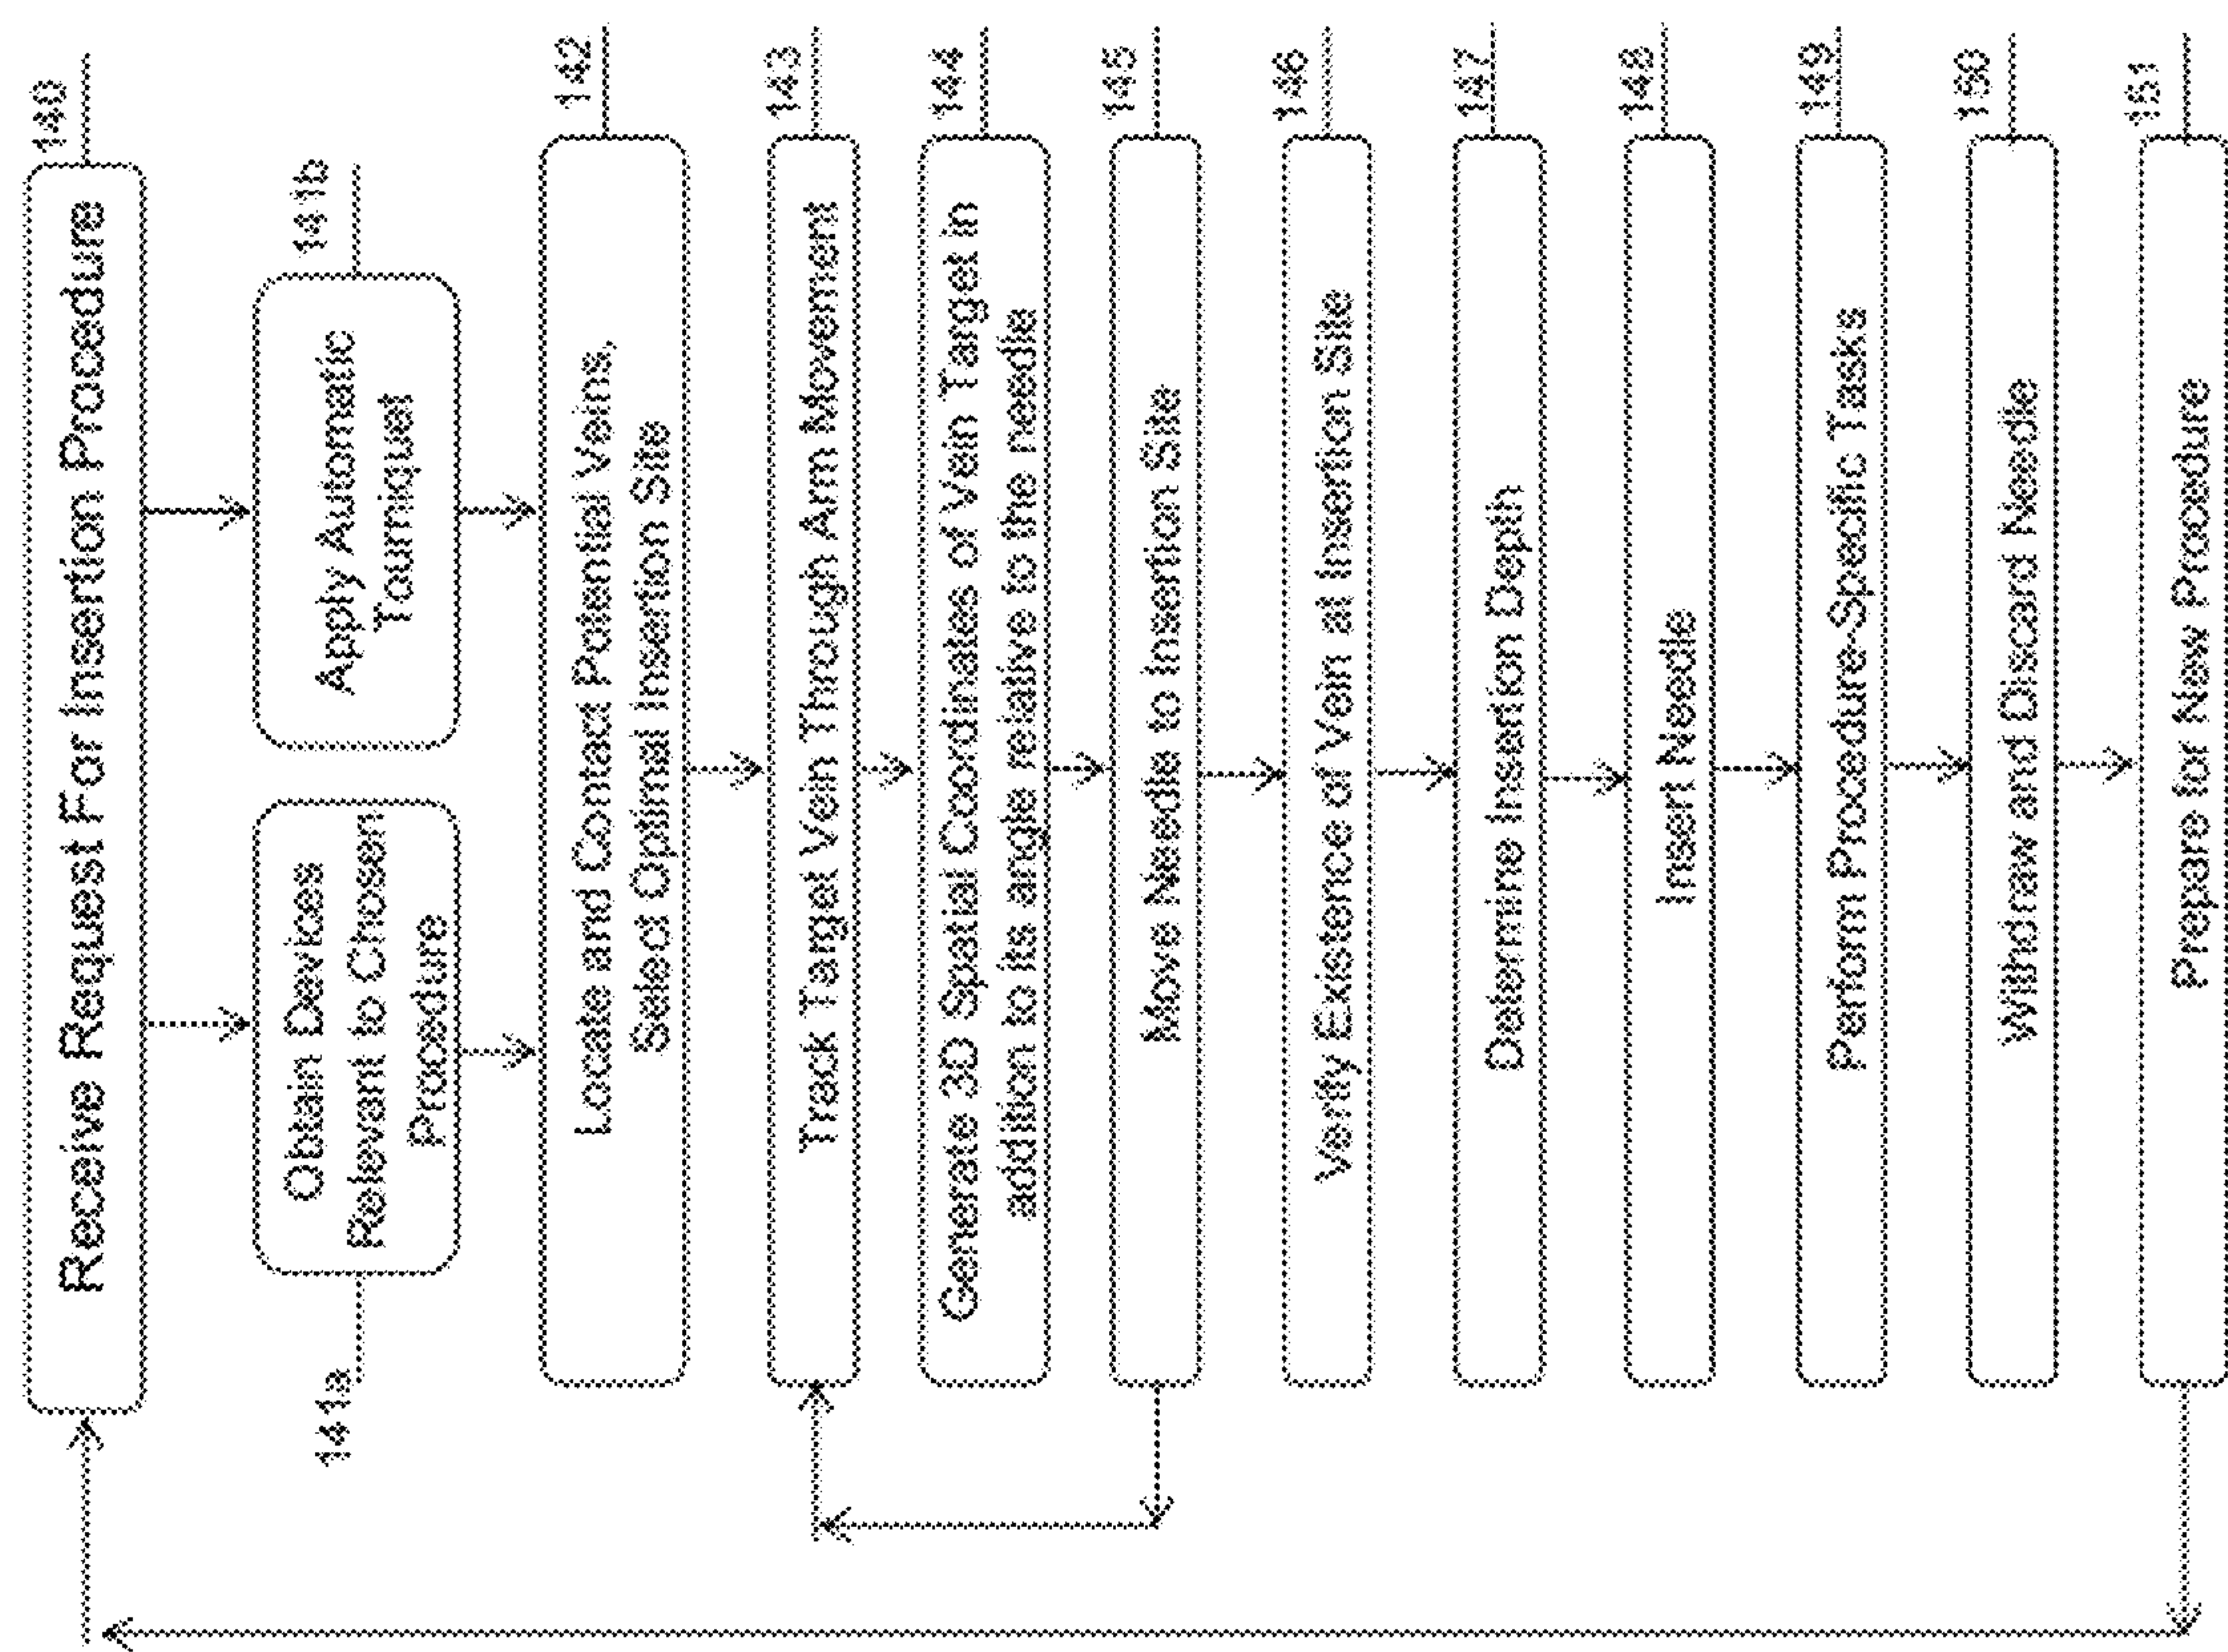 140
Receive Request For Insertion Procedure
141a
Obtain Devices
Relevant to Chosen
Procedure
141b
Apply Automatic
Tourniquet
142
Locate and Contact Potential Veins,
Select Optimal Insertion Site
143
Track Target Vein Through Arm Movement
144
Generate 3D Spatial Coordinates of Vein Target in
addition to its angle relative to the needle
145
Move Needle to Insertion Site
146
Verify Existence of Vein at Insertion Site
147
Determine Insertion Depth
148
Insert Needle
149
Perform Procedure-Specific Tasks
150
Withdraw and Discard Needle
151
Prepare for New Procedure